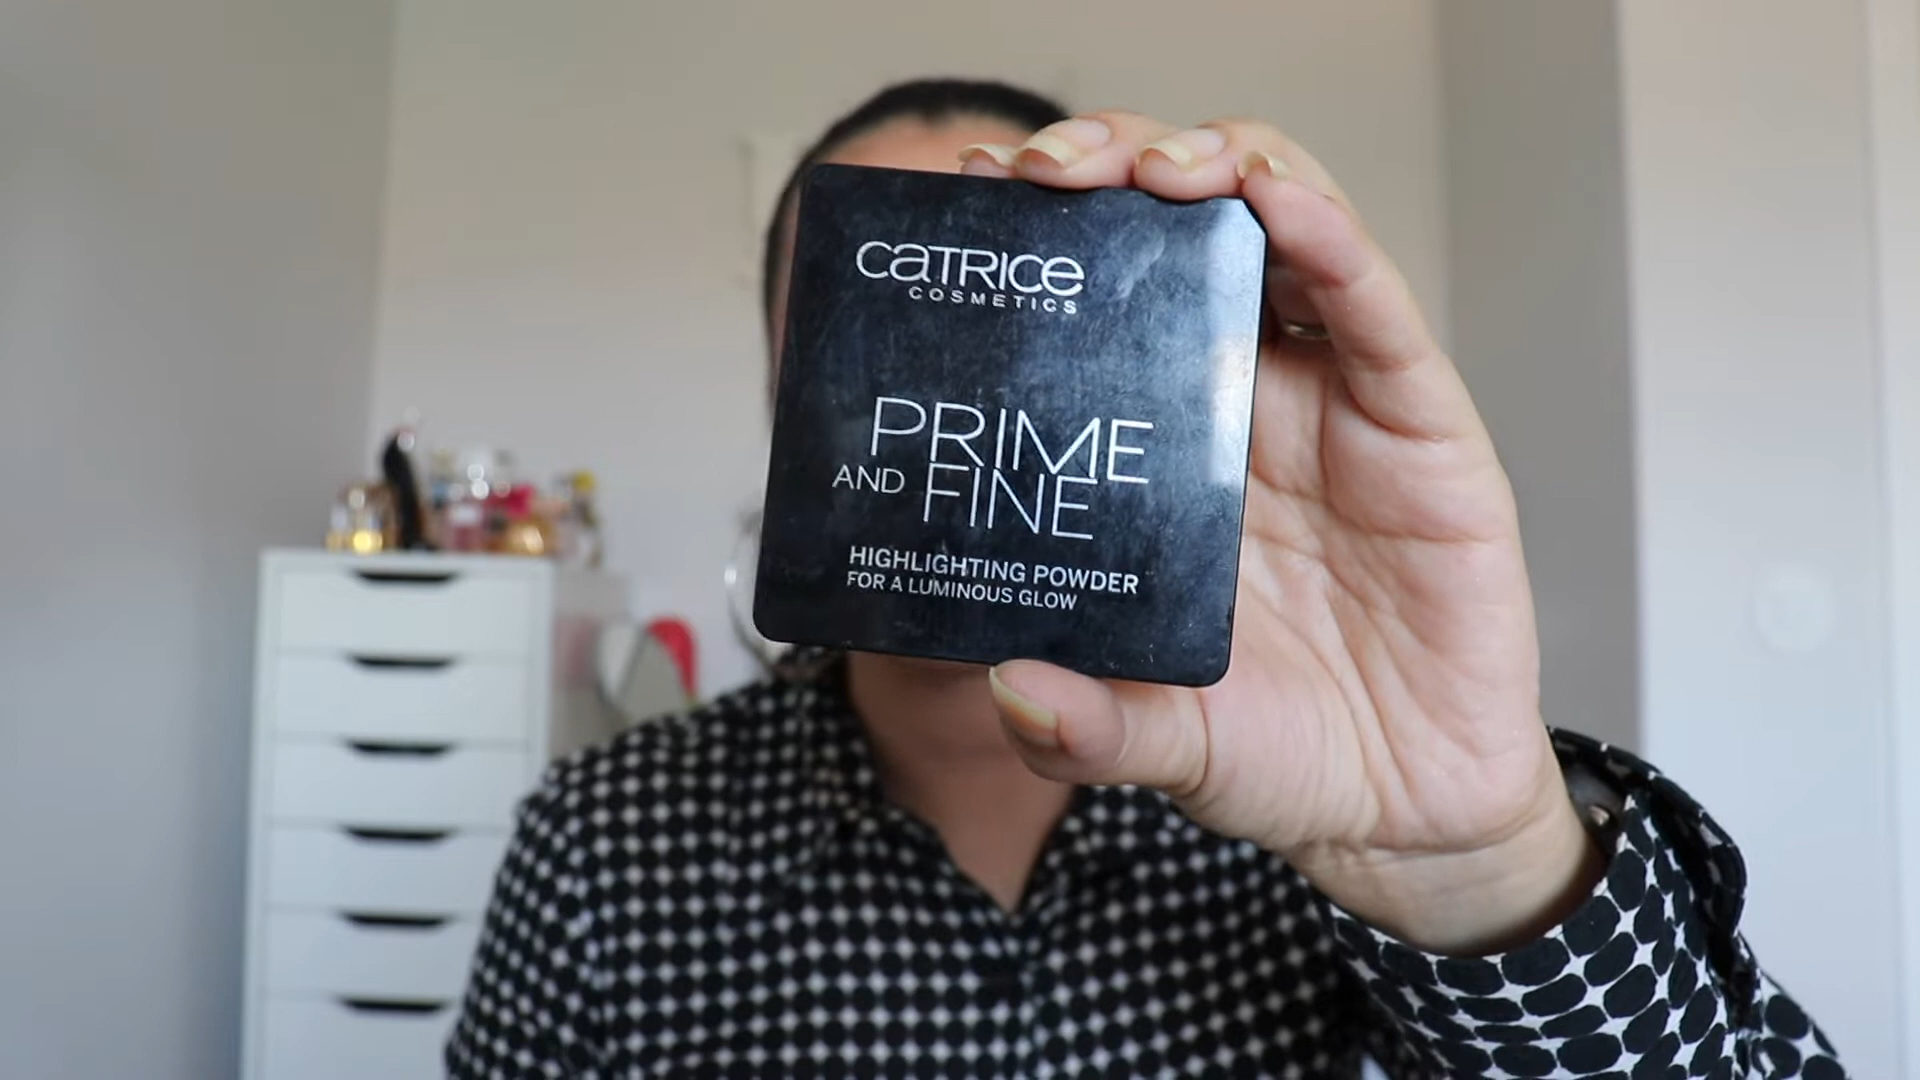 CATRICE
COSMETICS
PRIME
AND FINE
HIGHLIGHTING POWDER
FOR A LUMINOUS GLOW